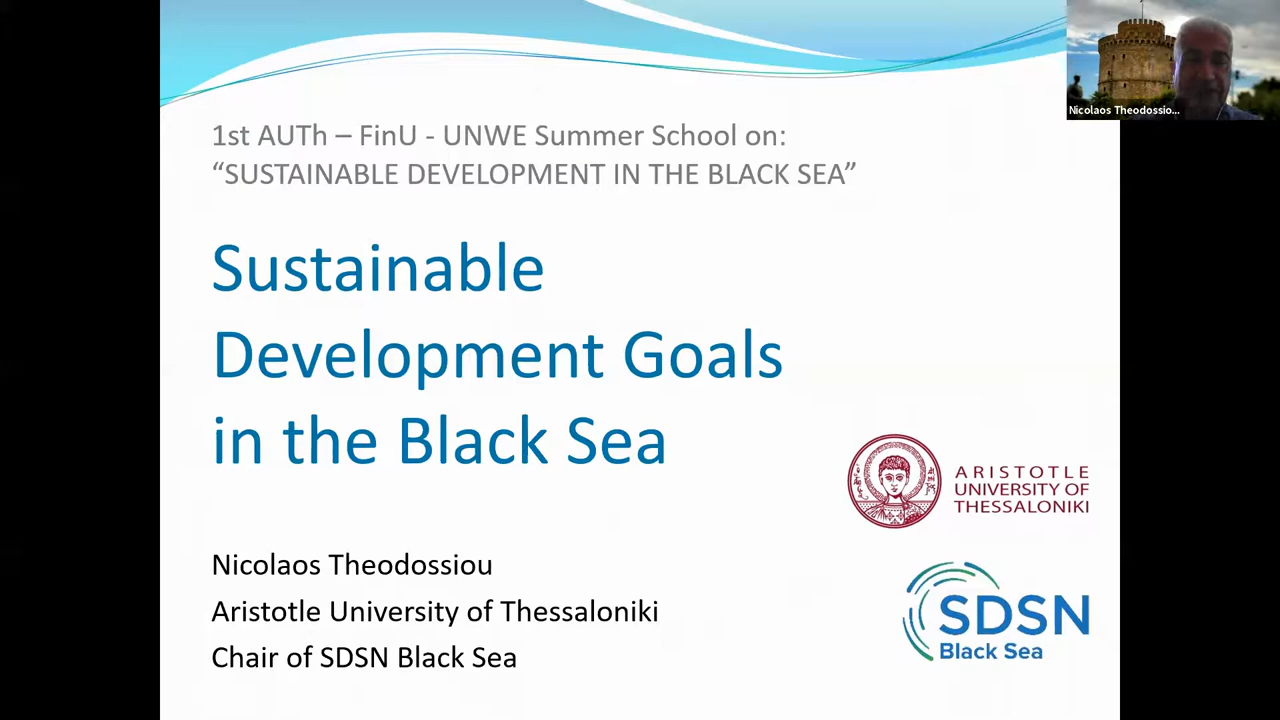 1st AUTh – FinU - UNWE Summer School on:
“SUSTAINABLE DEVELOPMENT IN THE BLACK SEA”
Sustainable
Development Goals
in the Black Sea
Nicolaos Theodossiou
Aristotle University of Thessaloniki
Chair of SDSN Black Sea
ARISTOTLE
UNIVERSITY OF
THESSALONIKI
SDSN
Black Sea
Nicolaos Theodossio...